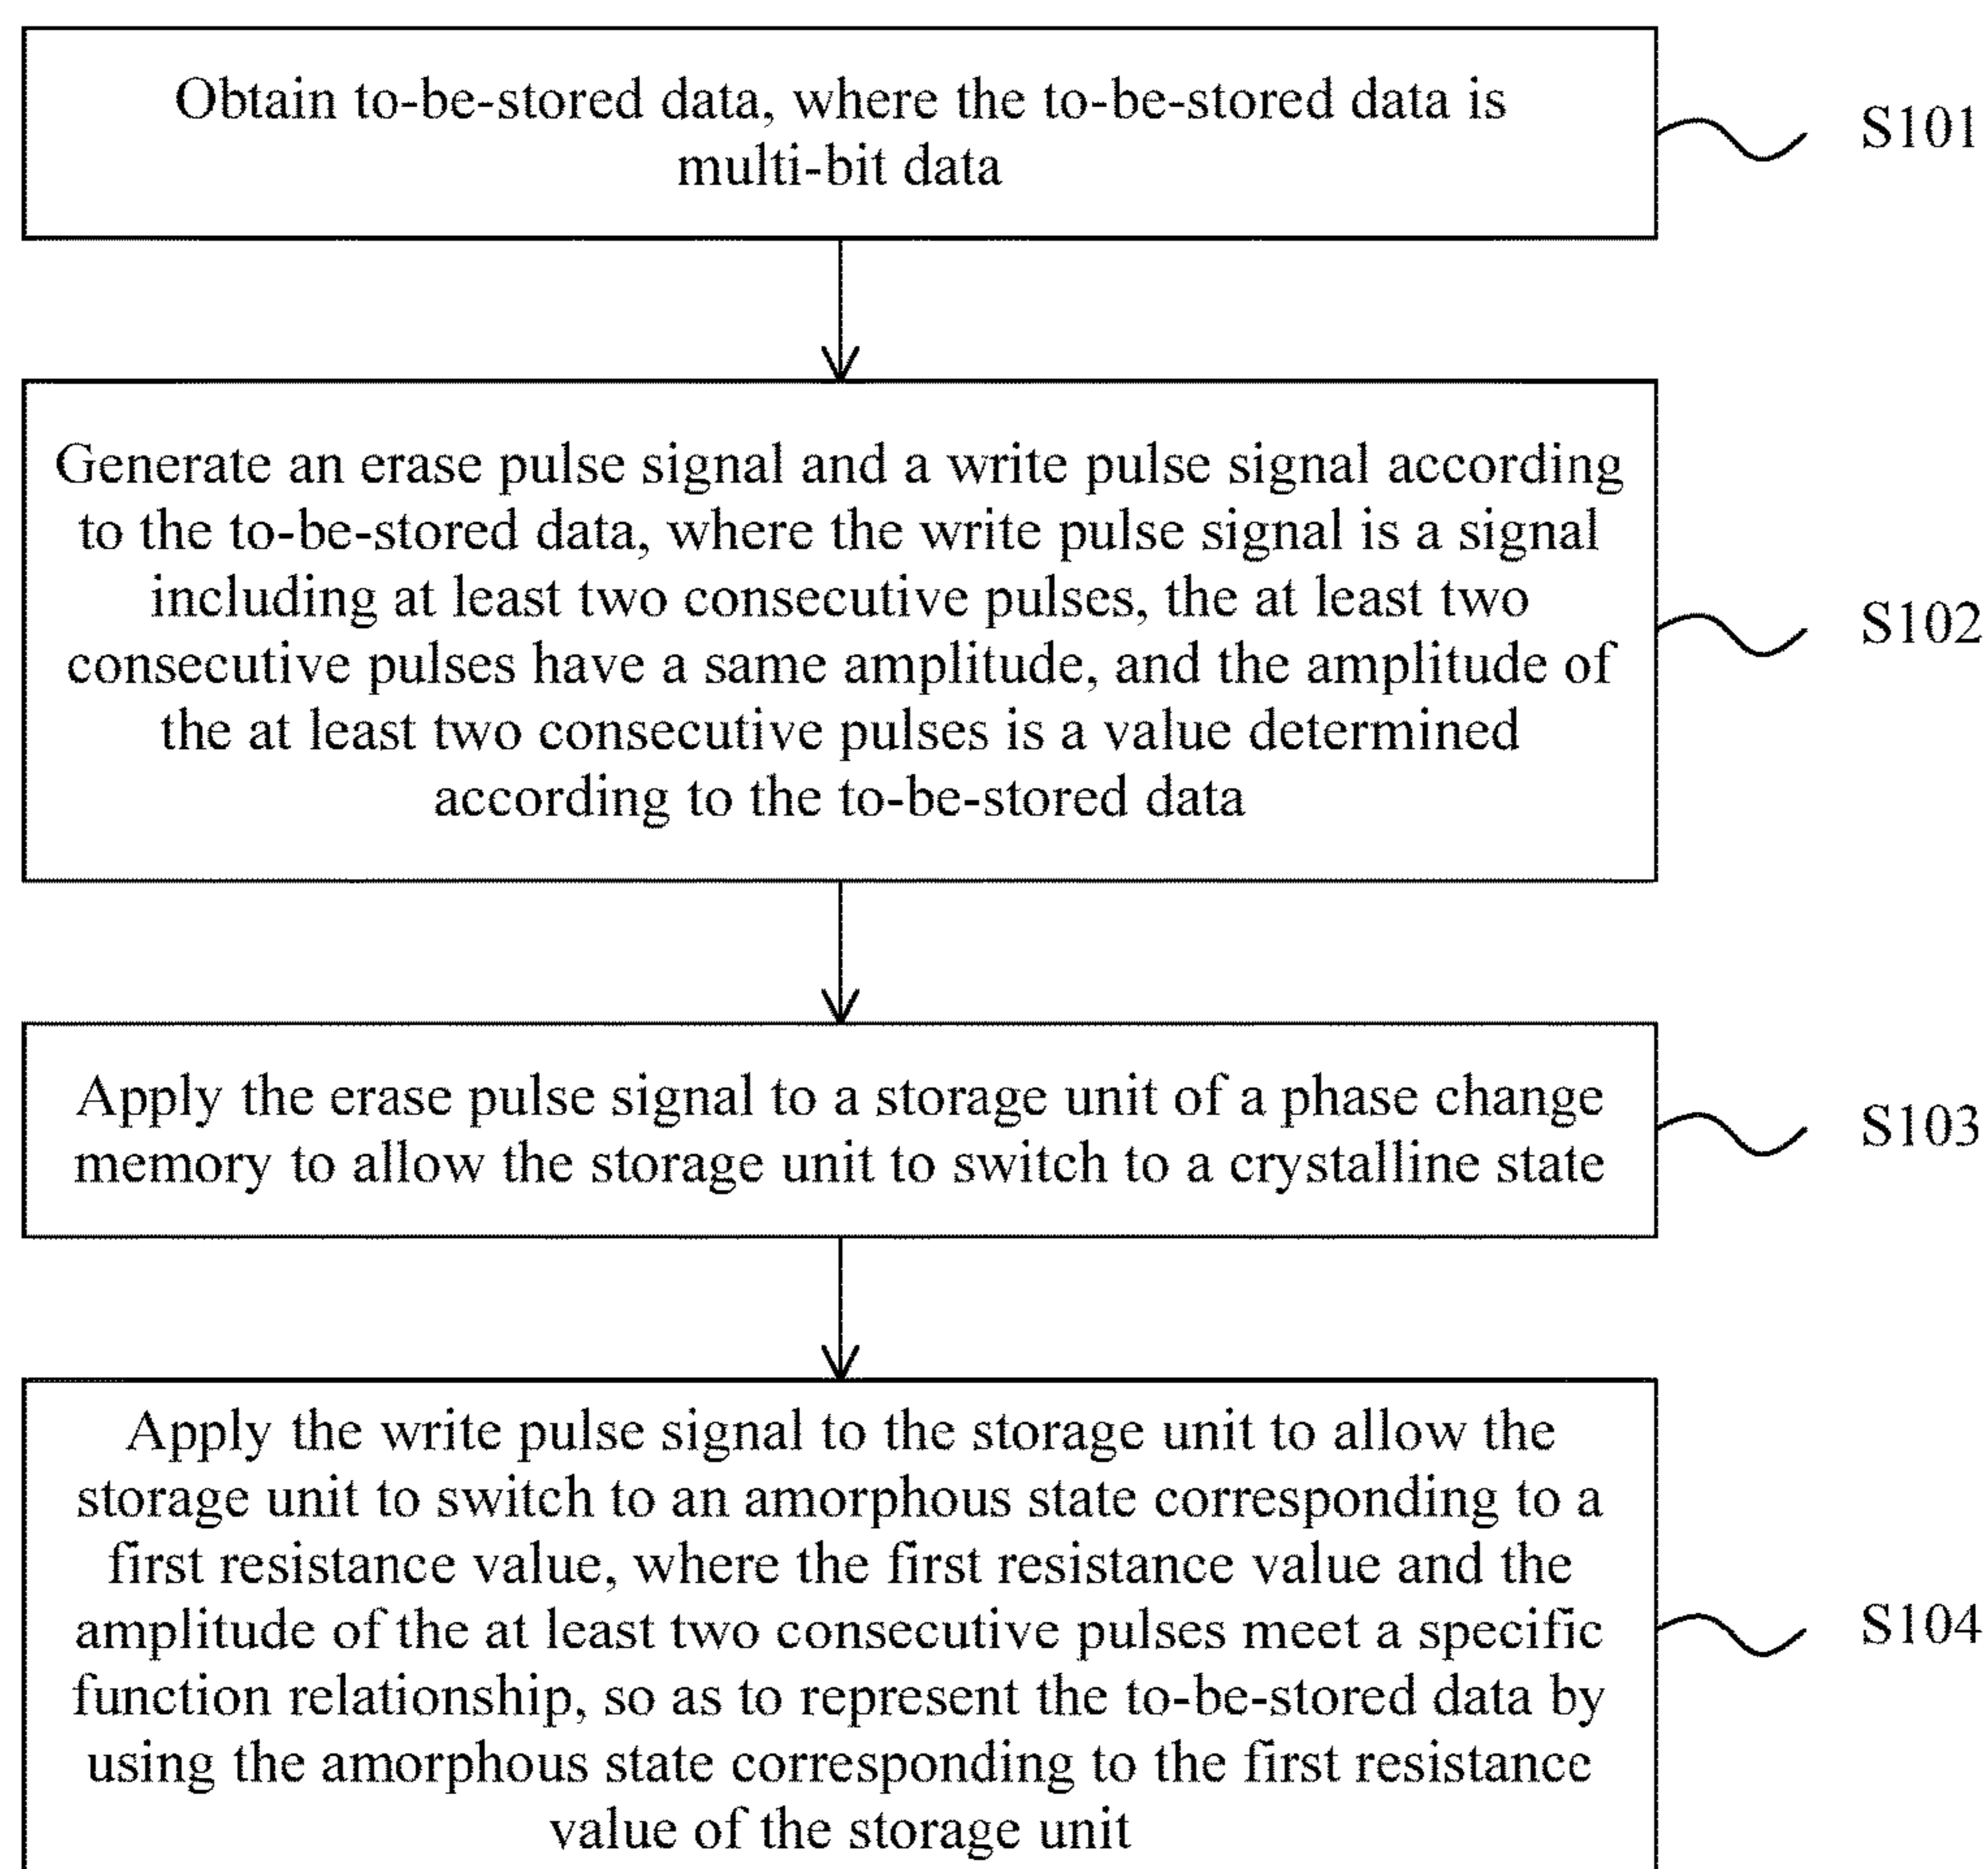 Obtain to-be-stored data, where the to-be-stored data is
multi-bit data
S101
Generate an erase pulse signal and a write pulse signal according
to the to-be-stored data, where the write pulse signal is a signal
including at least two consecutive pulses, the at least two
consecutive pulses have a same amplitude, and the amplitude of
the at least two consecutive pulses is a value determined
according to the to-be-stored data
S102
Apply the erase pulse signal to a storage unit of a phase change
memory to allow the storage unit to switch to a crystalline state
S103
Apply the write pulse signal to the storage unit to allow the
storage unit to switch to an amorphous state corresponding to a
first resistance value, where the first resistance value and the
amplitude of the at least two consecutive pulses meet a specific
function relationship, so as to represent the to-be-stored data by
using the amorphous state corresponding to the first resistance
value of the storage unit
S104